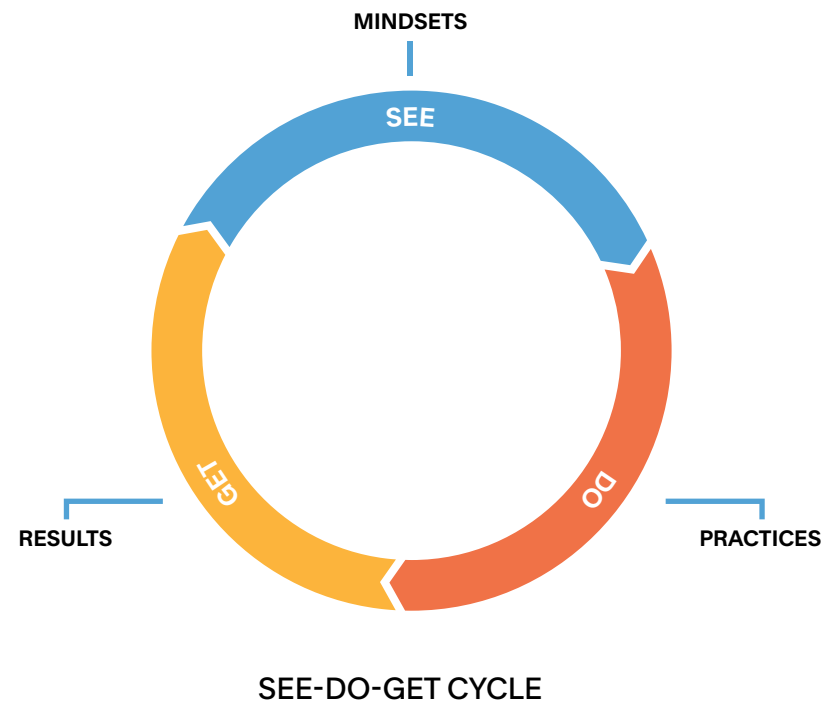 MINDSETS
SEE
DO
GET
RESULTS
PRACTICES
SEE-DO-GET CYCLE